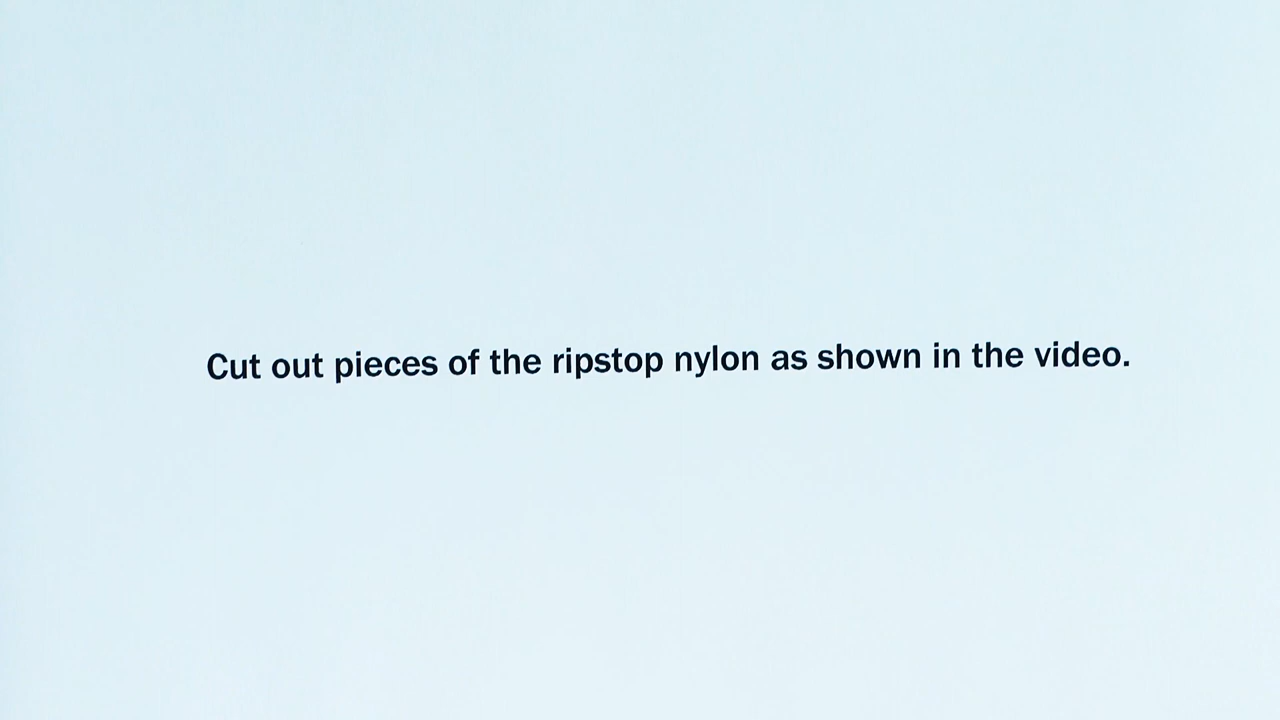 Cut out pieces of the ripstop nylon as shown in the video.